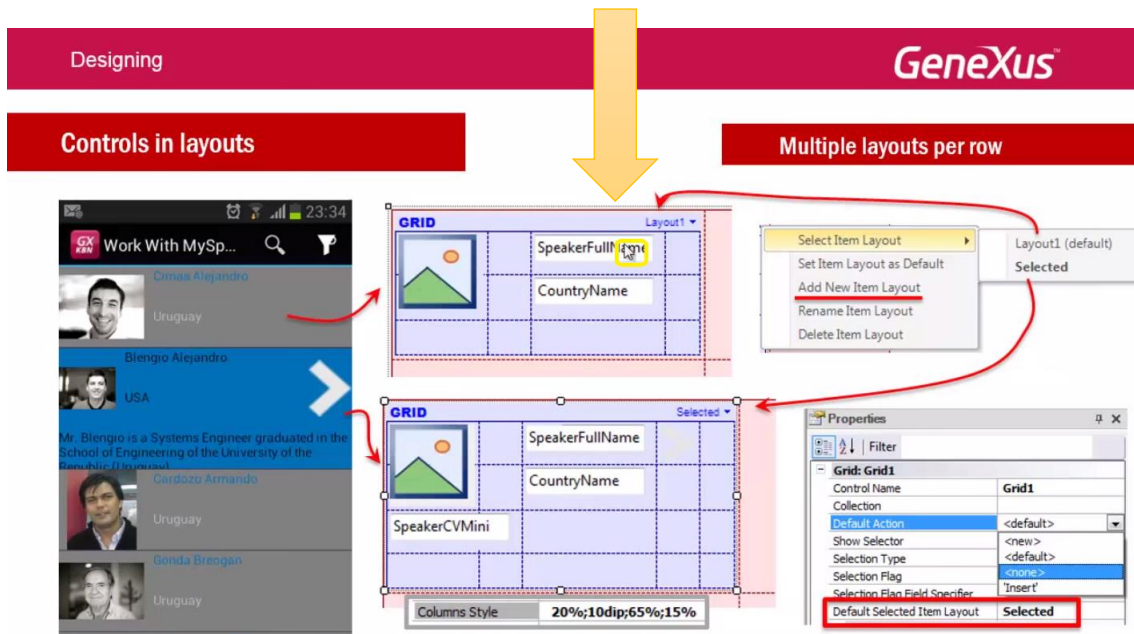 Designing
GeneXus™
Controls in layouts
Multiple layouts per row
23:34
GX
KBN
Work With MySp...
Cimas Alejandro
Uruguay
Blengio Alejandro
USA
Mr. Blengio is a Systems Engineer graduated in the
School of Engineering of the University of the
Republic (Uruguay)
Cardozo Armando
Uruguay
Gonda Breogan
Uruguay
GRID
Layout1
SpeakerFullName
CountryName
GRID
Selected
SpeakerFullName
CountryName
SpeakerCVMini
Columns Style 20%;10dip;65%;15%
Select Item Layout
Set Item Layout as Default
Add New Item Layout
Rename Item Layout
Delete Item Layout
Layout1 (default)
Selected
Properties
Filter
Grid: Grid1
Control Name Grid1
Collection
Default Action <default>
Show Selector <new>
Selection Type <default>
Selection Flag <none>
Selection Flag Field Specifier 'Insert'
Default Selected Item Layout Selected